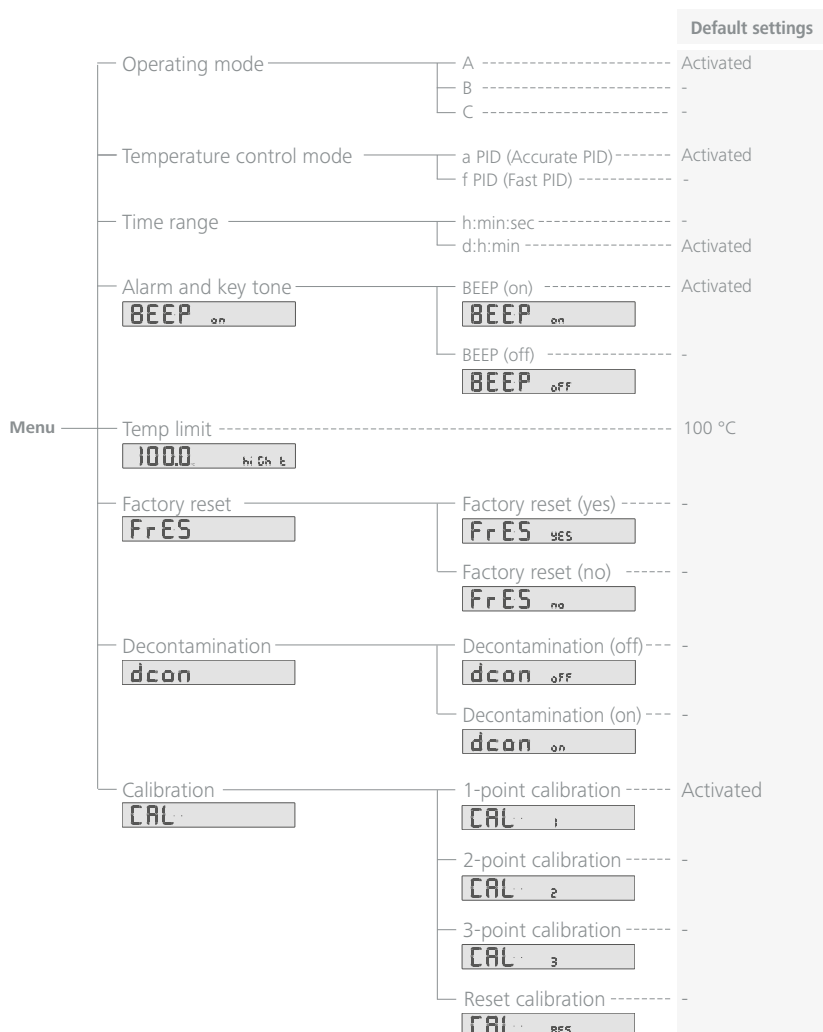 Default settings
Operating mode A Activated
B -
C -
Temperature control mode a PID (Accurate PID) Activated
f PID (Fast PID) -
Time range h:min:sec -
d:h:min Activated
Alarm and key tone BEEP (on) Activated
BEEP on BEEP on
BEEP (off) -
BEEP oFF
Menu Temp limit 100 °C
100.0 hiGh t
Factory reset Factory reset (yes) -
FrES FrES yES
Factory reset (no) -
FrES no
Decontamination Decontamination (off) -
dcon dcon oFF
Decontamination (on) -
dcon on
Calibration 1-point calibration Activated
CAL CAL 1
2-point calibration -
CAL 2
3-point calibration -
CAL 3
Reset calibration -
CAL RES